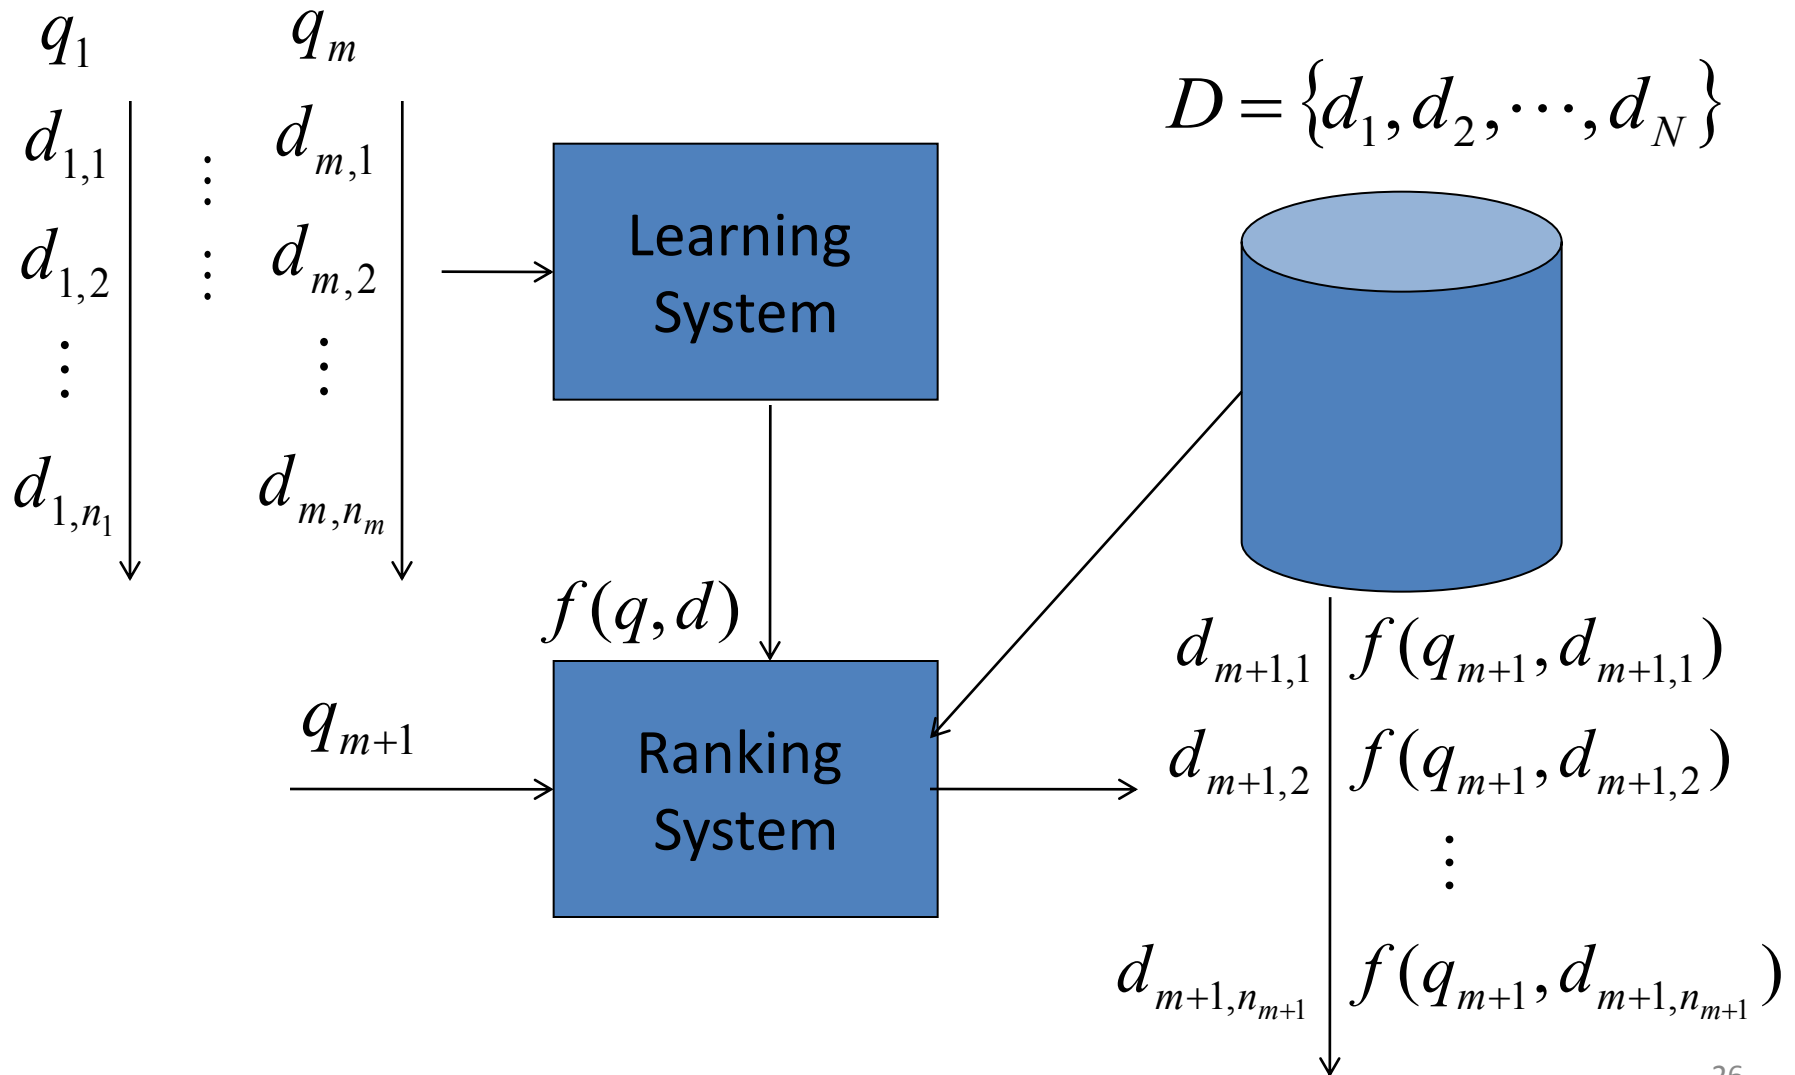 q_1
q_m
D = {d_1, d_2, ⋯, d_N}
d_{1,1}
⋮
d_{m,1}
d_{1,2}
⋮
d_{m,2}
⋮
⋮
d_{1,n_1}
d_{m,n_m}
Learning
System
f(q, d)
q_{m+1}
Ranking
System
d_{m+1,1} f(q_{m+1}, d_{m+1,1})
d_{m+1,2} f(q_{m+1}, d_{m+1,2})
⋮
d_{m+1,n_{m+1}} f(q_{m+1}, d_{m+1,n_{m+1}})